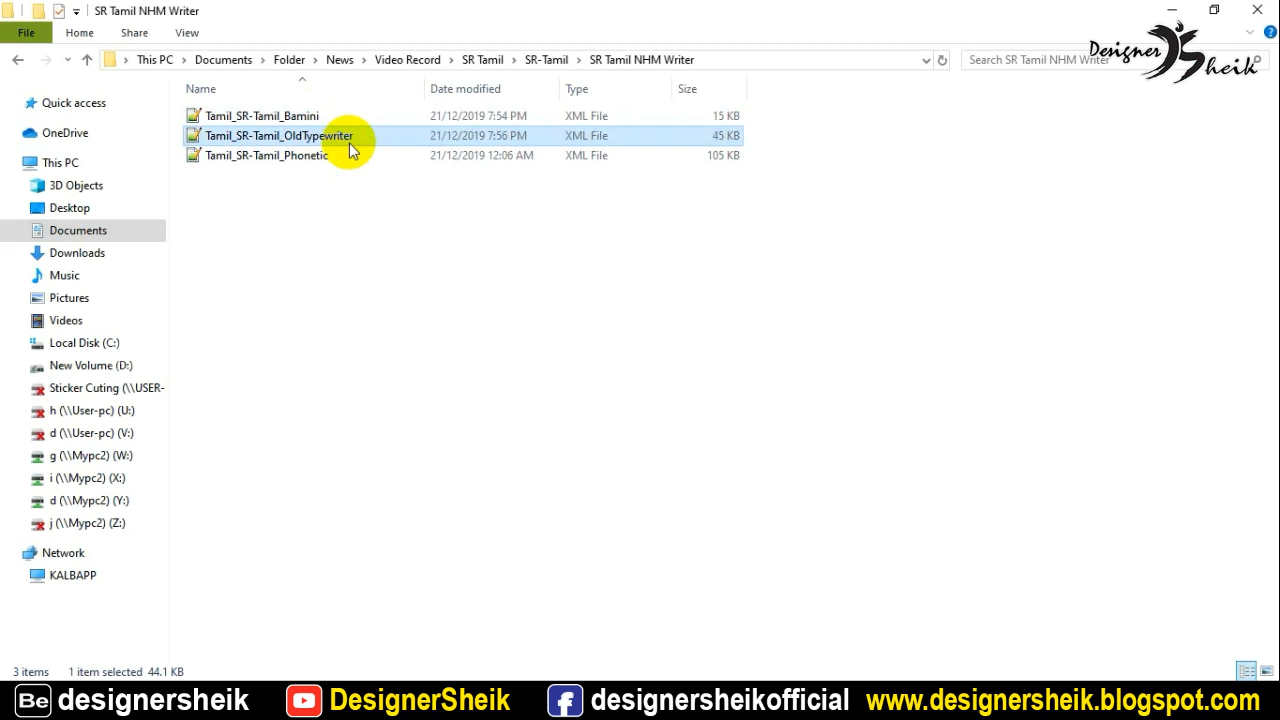 SR Tamil NHM Writer
File Home Share View
This PC Documents Folder News Video Record SR Tamil SR-Tamil SR Tamil NHM Writer Search SR Tamil NHM Writer
Designer Sheik
Name Date modified Type Size
Tamil_SR-Tamil_Bamini 21/12/2019 7:54 PM XML File 15 KB
Tamil_SR-Tamil_OldTypewriter 21/12/2019 7:56 PM XML File 45 KB
Tamil_SR-Tamil_Phonetic 21/12/2019 12:06 AM XML File 105 KB
Quick access
OneDrive
This PC
3D Objects
Desktop
Documents
Downloads
Music
Pictures
Videos
Local Disk (C:)
New Volume (D:)
Sticker Cuting (\\USER-
h (\\User-pc) (U:)
d (\\User-pc) (V:)
g (\\Mypc2) (W:)
i (\\Mypc2) (X:)
d (\\Mypc2) (Y:)
j (\\Mypc2) (Z:)
Network
KALBAPP
3 items 1 item selected 44.1 KB
Be designersheik DesignerSheik f designersheikofficial www.designersheik.blogspot.com